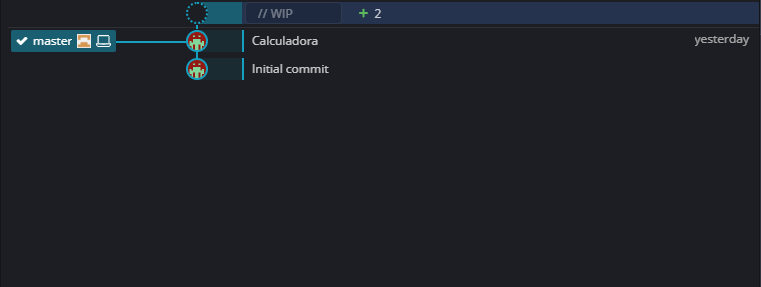 // WIP + 2
master Calculadora yesterday
Initial commit